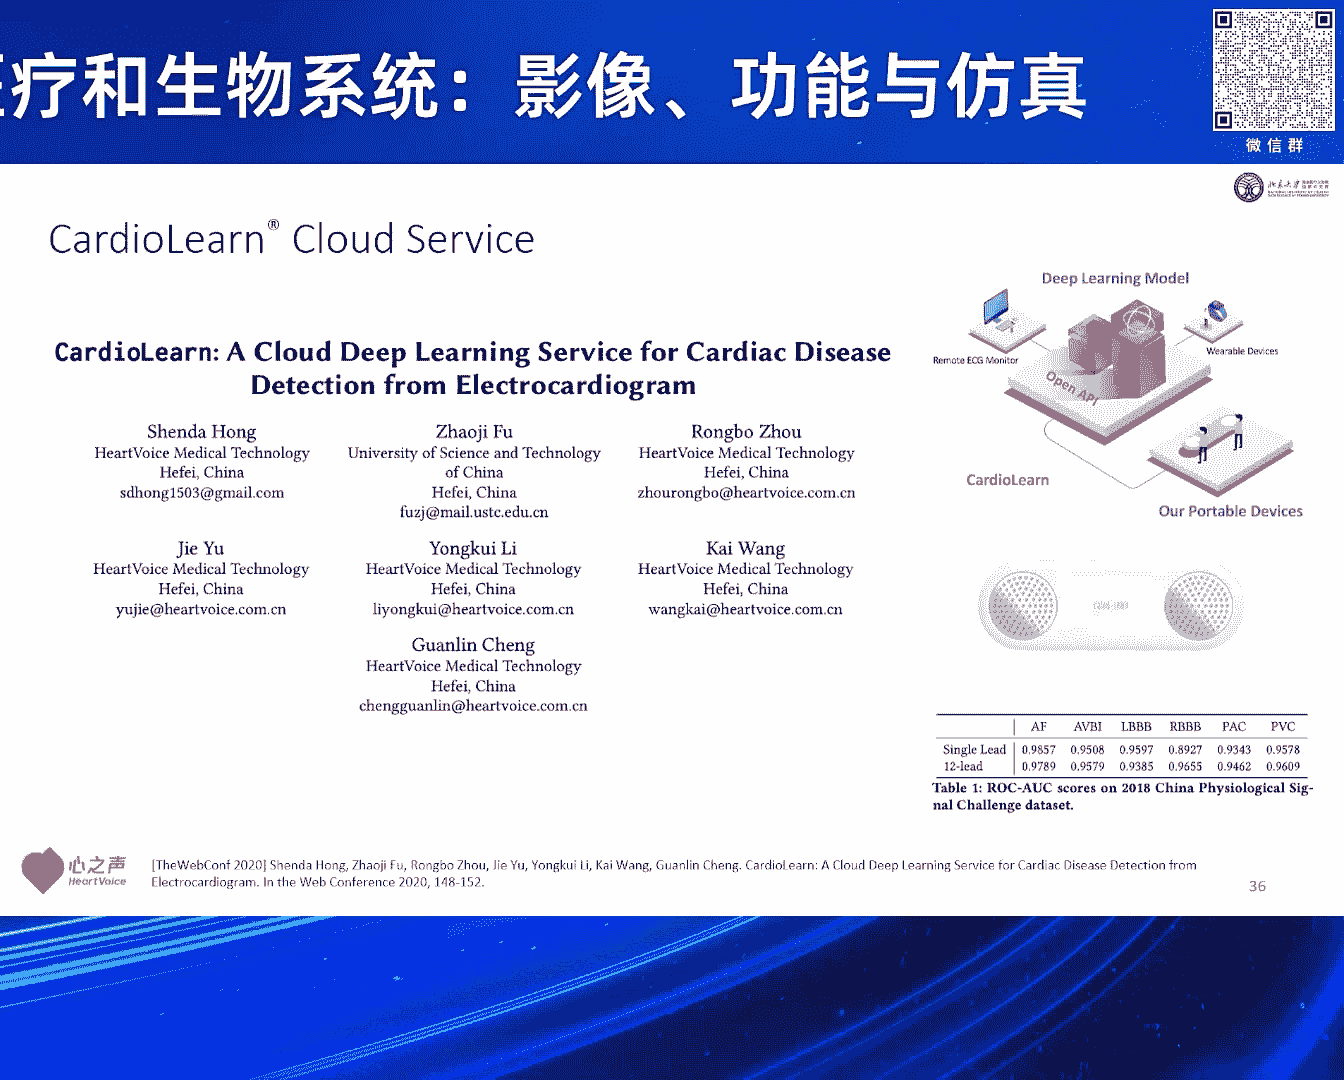 疗和生物系统：影像、功能与仿真
微信群
CardioLearn® Cloud Service
CardioLearn: A Cloud Deep Learning Service for Cardiac Disease
Detection from Electrocardiogram
Shenda Hong
HeartVoice Medical Technology
Hefei, China
sdhong1503@gmail.com
Zhaoji Fu
University of Science and Technology
of China
Hefei, China
fuzj@mail.ustc.edu.cn
Rongbo Zhou
HeartVoice Medical Technology
Hefei, China
zhourongbo@heartvoice.com.cn
Jie Yu
HeartVoice Medical Technology
Hefei, China
yujie@heartvoice.com.cn
Yongkui Li
HeartVoice Medical Technology
Hefei, China
liyongkui@heartvoice.com.cn
Kai Wang
HeartVoice Medical Technology
Hefei, China
wangkai@heartvoice.com.cn
Guanlin Cheng
HeartVoice Medical Technology
Hefei, China
chengguanlin@heartvoice.com.cn
Deep Learning Model
Remote ECG Monitor
Wearable Devices
Open API
CardioLearn
Our Portable Devices
AF AVBI LBBB RBBB PAC PVC
Single Lead 0.9857 0.9508 0.9597 0.8927 0.9343 0.9578
12-lead 0.9789 0.9579 0.9385 0.9655 0.9462 0.9609
Table 1: ROC-AUC scores on 2018 China Physiological Sig-
nal Challenge dataset.
心之声
HeartVoice
[TheWebConf 2020] Shenda Hong, Zhaoji Fu, Rongbo Zhou, Jie Yu, Yongkui Li, Kai Wang, Guanlin Cheng. CardioLearn: A Cloud Deep Learning Service for Cardiac Disease Detection from
Electrocardiogram. In the Web Conference 2020, 148-152.
36